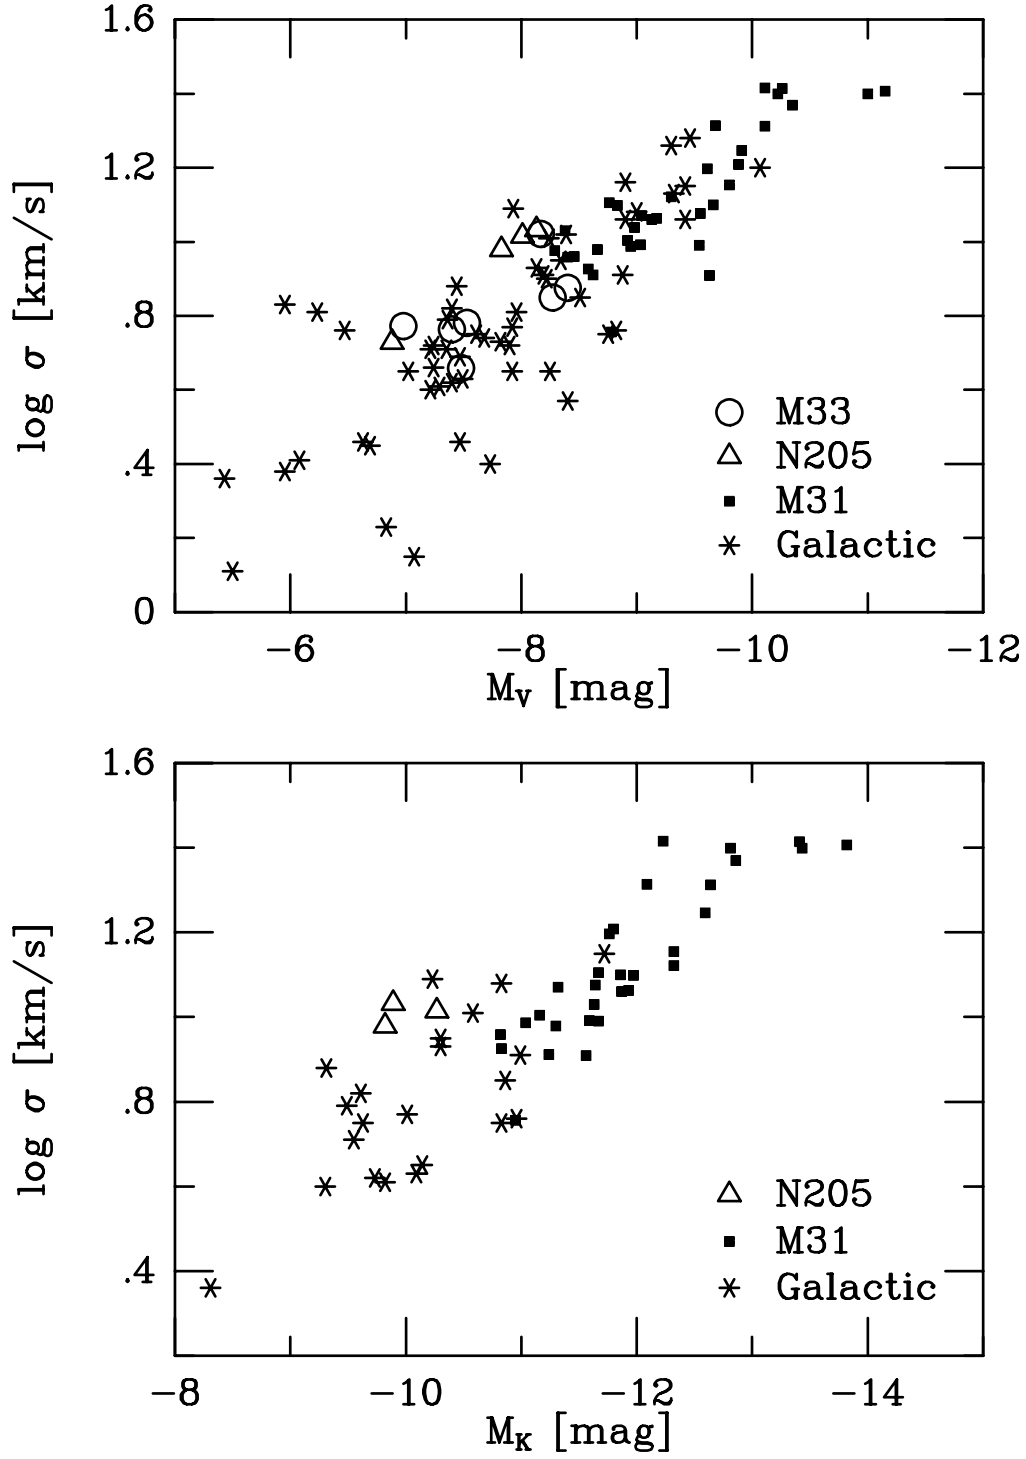 1.6
1.2
.8
.4
0
log σ [km/s]
M33
N205
M31
Galactic
−6 −8 −10 −12
M_V [mag]
1.6
1.2
.8
.4
log σ [km/s]
N205
M31
Galactic
−8 −10 −12 −14
M_K [mag]